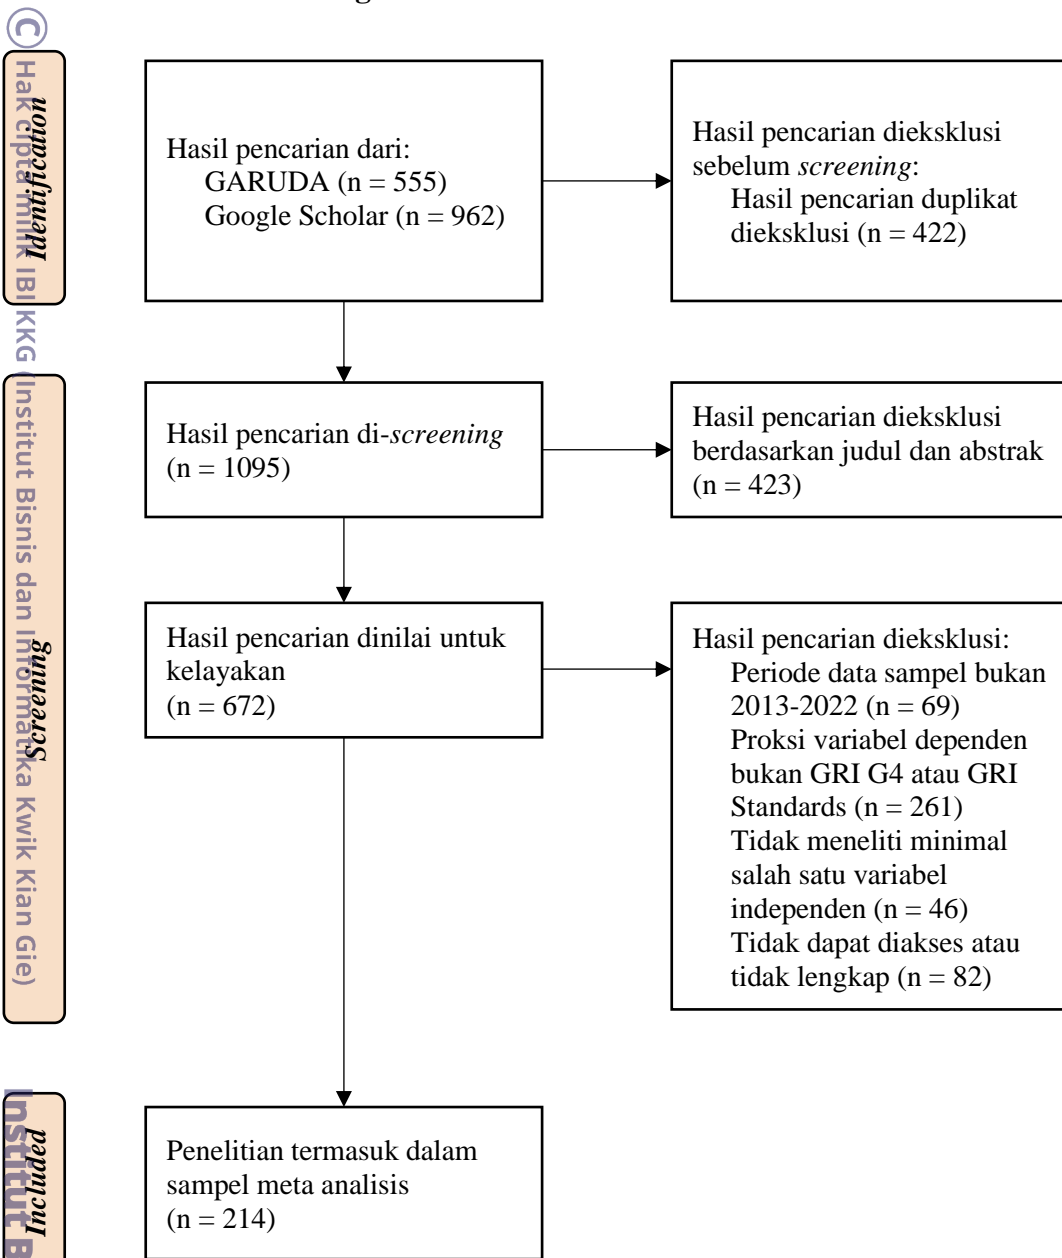 Identification
Hasil pencarian dari:
GARUDA (n = 555)
Google Scholar (n = 962)
Hasil pencarian dieksklusi
sebelum screening:
Hasil pencarian duplikat
dieksklusi (n = 422)
Screening
Hasil pencarian di-screening
(n = 1095)
Hasil pencarian dieksklusi
berdasarkan judul dan abstrak
(n = 423)
Hasil pencarian dinilai untuk
kelayakan
(n = 672)
Hasil pencarian dieksklusi:
Periode data sampel bukan
2013-2022 (n = 69)
Proksi variabel dependen
bukan GRI G4 atau GRI
Standards (n = 261)
Tidak meneliti minimal
salah satu variabel
independen (n = 46)
Tidak dapat diakses atau
tidak lengkap (n = 82)
Included
Penelitian termasuk dalam
sampel meta analisis
(n = 214)
© Hak cipta milik IBI KKG (Institut Bisnis dan Informatika Kwik Kian Gie)
Institut B